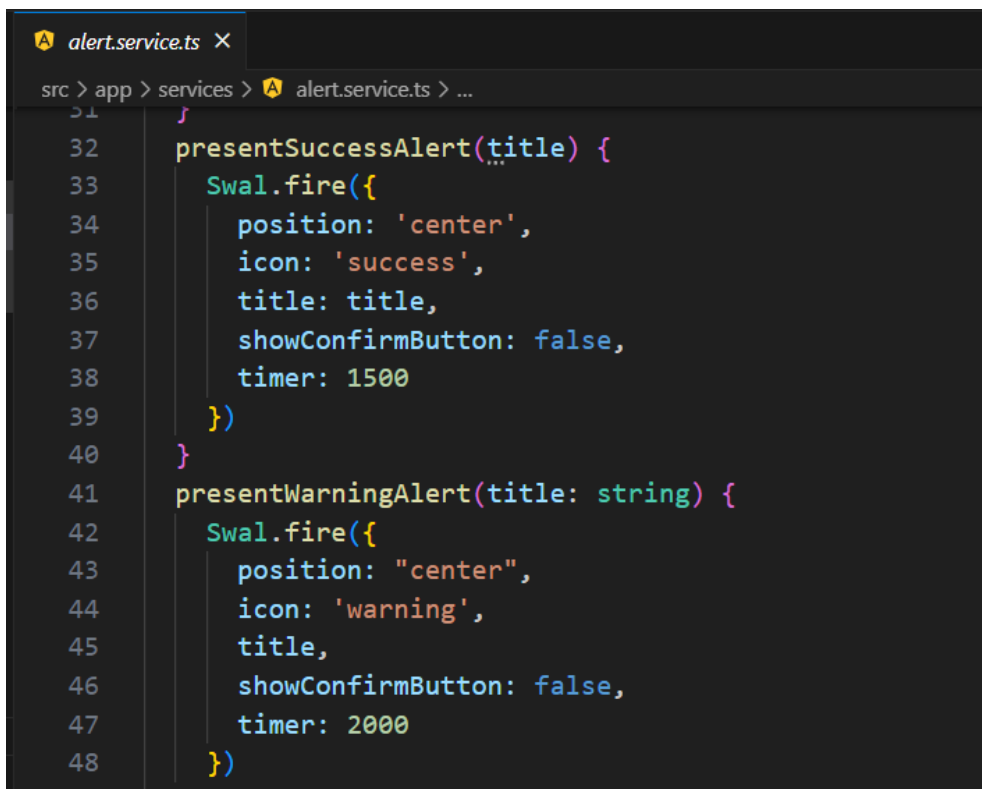 alert.service.ts ×
src > app > services > alert.service.ts > ...
31 }
32 presentSuccessAlert(title) {
33 Swal.fire({
34 position: 'center',
35 icon: 'success',
36 title: title,
37 showConfirmButton: false,
38 timer: 1500
39 })
40 }
41 presentWarningAlert(title: string) {
42 Swal.fire({
43 position: "center",
44 icon: 'warning',
45 title,
46 showConfirmButton: false,
47 timer: 2000
48 })